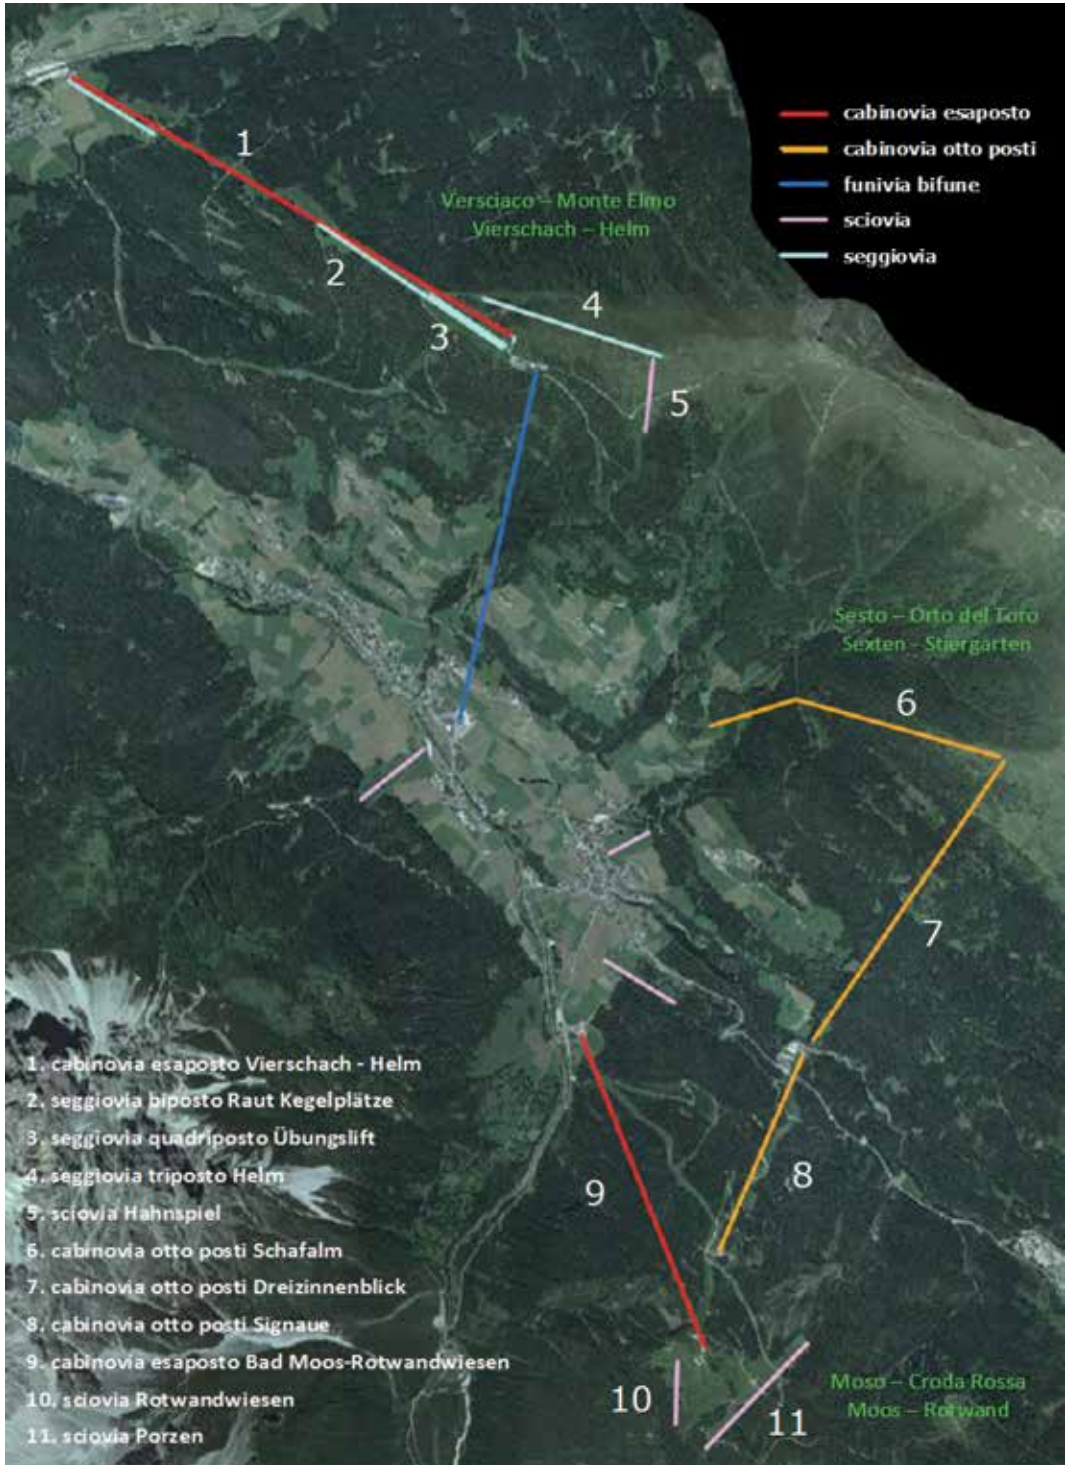 cabinovia esaposto
cabinovia otto posti
funivia bifune
sciovia
seggiovia
1
Versciaco – Monte Elmo
Vierschach – Helm
2
3
4
5
Sesto – Orto del Toro
Sexten - Stiergarten
6
7
8
9
10
11
Moso – Croda Rossa
Moos – Rotwand
1. cabinovia esaposto Vierschach - Helm
2. seggiovia biposto Raut Kegelplätze
3. seggiovia quadriposto Übungslift
4. seggiovia triposto Helm
5. sciovia Hahnspiel
6. cabinovia otto posti Schafalm
7. cabinovia otto posti Dreizinnenblick
8. cabinovia otto posti Signaue
9. cabinovia esaposto Bad Moos-Rotwandwiesen
10. sciovia Rotwandwiesen
11. sciovia Porzen